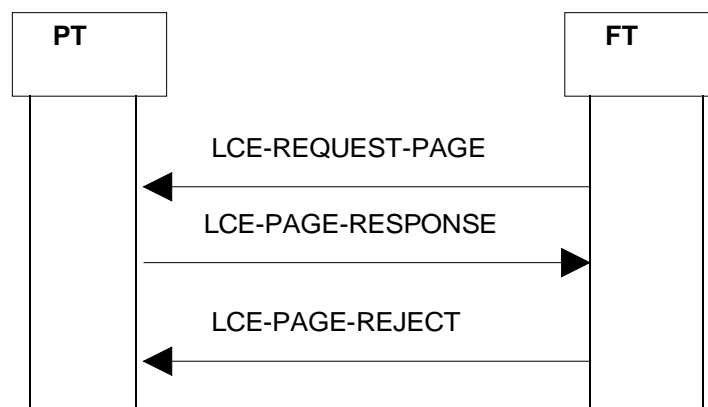 PT
FT
LCE-REQUEST-PAGE
LCE-PAGE-RESPONSE
LCE-PAGE-REJECT